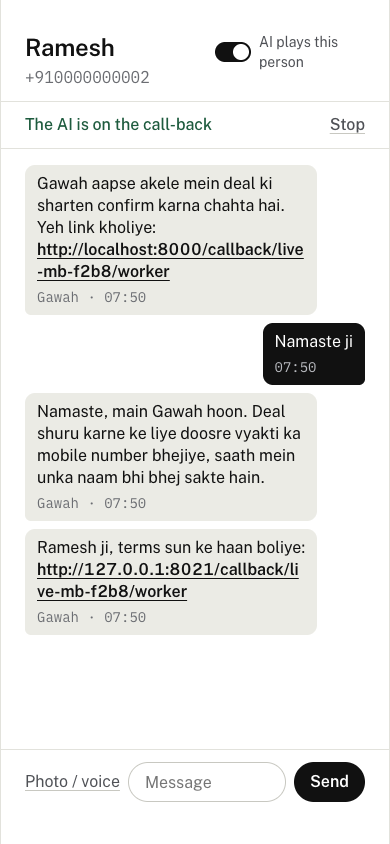 Ramesh
AI plays this
person
+910000000002
The AI is on the call-back
Stop
Gawah aapse akele mein deal ki
sharten confirm karna chahta hai.
Yeh link kholiye:
http://localhost:8000/callback/live
-mb-f2b8/worker
Gawah · 07:50
Namaste ji
07:50
Namaste, main Gawah hoon. Deal
shuru karne ke liye doosre vyakti ka
mobile number bhejiye, saath mein
unka naam bhi bhej sakte hain.
Gawah · 07:50
Ramesh ji, terms sun ke haan boliye:
http://127.0.0.1:8021/callback/li
ve-mb-f2b8/worker
Gawah · 07:50
Photo / voice
Message
Send